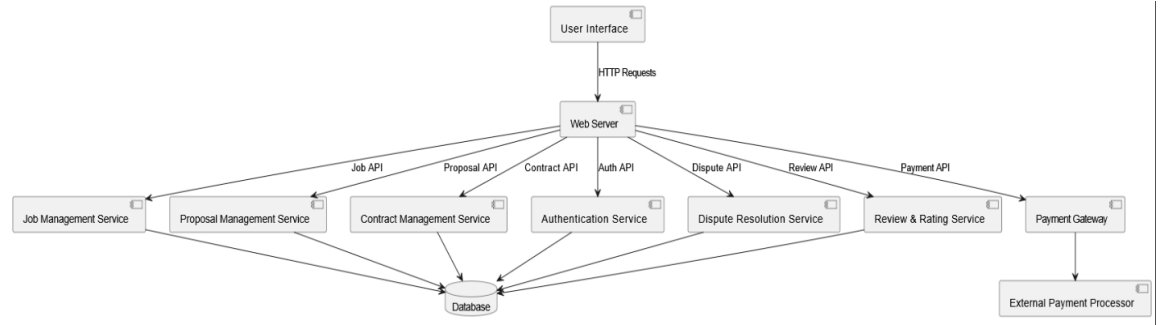 User Interface
HTTP Requests
Web Server
Job API
Proposal API
Contract API
Auth API
Dispute API
Review API
Payment API
Job Management Service
Proposal Management Service
Contract Management Service
Authentication Service
Dispute Resolution Service
Review & Rating Service
Payment Gateway
Database
External Payment Processor